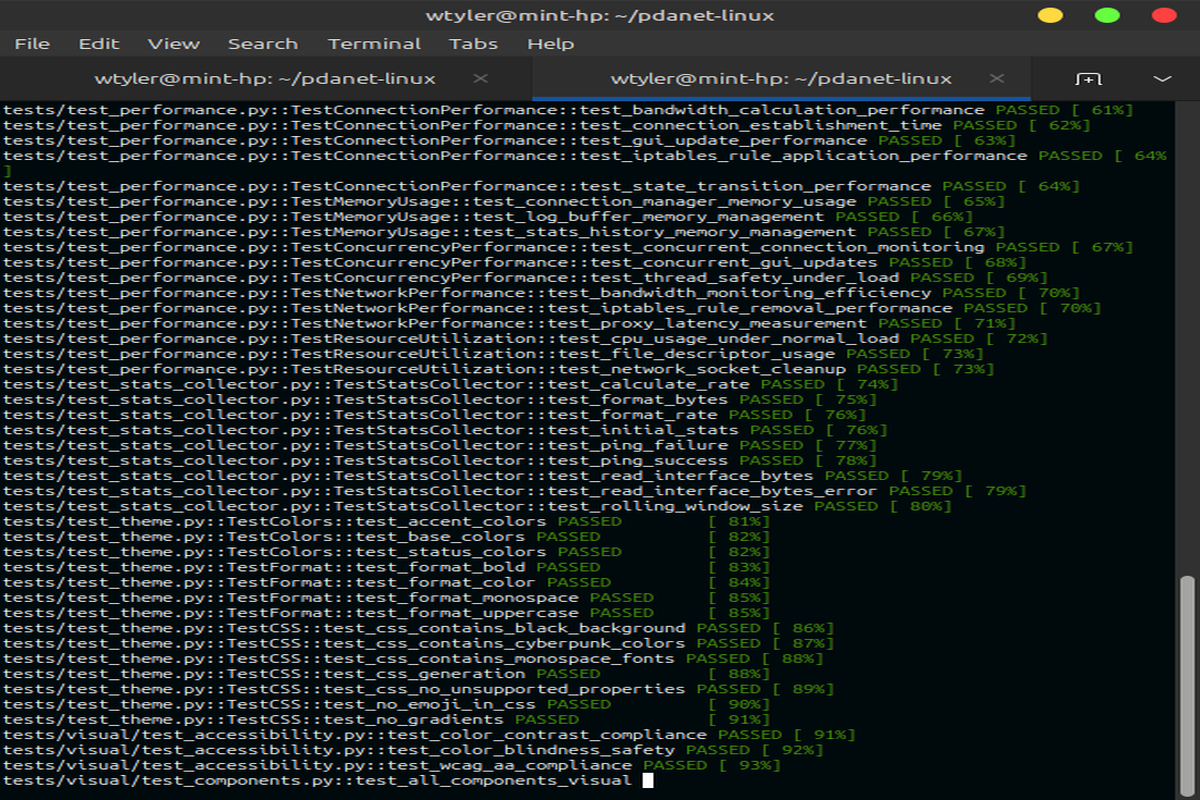 wtyler@mint-hp: ~/pdanet-linux
File Edit View Search Terminal Tabs Help
wtyler@mint-hp: ~/pdanet-linux × wtyler@mint-hp: ~/pdanet-linux ×
tests/test_performance.py::TestConnectionPerformance::test_bandwidth_calculation_performance PASSED [ 61%]
tests/test_performance.py::TestConnectionPerformance::test_connection_establishment_time PASSED [ 62%]
tests/test_performance.py::TestConnectionPerformance::test_gui_update_performance PASSED [ 63%]
tests/test_performance.py::TestConnectionPerformance::test_iptables_rule_application_performance PASSED [ 64%
]
tests/test_performance.py::TestConnectionPerformance::test_state_transition_performance PASSED [ 64%]
tests/test_performance.py::TestMemoryUsage::test_connection_manager_memory_usage PASSED [ 65%]
tests/test_performance.py::TestMemoryUsage::test_log_buffer_memory_management PASSED [ 66%]
tests/test_performance.py::TestMemoryUsage::test_stats_history_memory_management PASSED [ 67%]
tests/test_performance.py::TestConcurrencyPerformance::test_concurrent_connection_monitoring PASSED [ 67%]
tests/test_performance.py::TestConcurrencyPerformance::test_concurrent_gui_updates PASSED [ 68%]
tests/test_performance.py::TestConcurrencyPerformance::test_thread_safety_under_load PASSED [ 69%]
tests/test_performance.py::TestNetworkPerformance::test_bandwidth_monitoring_efficiency PASSED [ 70%]
tests/test_performance.py::TestNetworkPerformance::test_iptables_rule_removal_performance PASSED [ 70%]
tests/test_performance.py::TestNetworkPerformance::test_proxy_latency_measurement PASSED [ 71%]
tests/test_performance.py::TestResourceUtilization::test_cpu_usage_under_normal_load PASSED [ 72%]
tests/test_performance.py::TestResourceUtilization::test_file_descriptor_usage PASSED [ 73%]
tests/test_performance.py::TestResourceUtilization::test_network_socket_cleanup PASSED [ 73%]
tests/test_stats_collector.py::TestStatsCollector::test_calculate_rate PASSED [ 74%]
tests/test_stats_collector.py::TestStatsCollector::test_format_bytes PASSED [ 75%]
tests/test_stats_collector.py::TestStatsCollector::test_format_rate PASSED [ 76%]
tests/test_stats_collector.py::TestStatsCollector::test_initial_stats PASSED [ 76%]
tests/test_stats_collector.py::TestStatsCollector::test_ping_failure PASSED [ 77%]
tests/test_stats_collector.py::TestStatsCollector::test_ping_success PASSED [ 78%]
tests/test_stats_collector.py::TestStatsCollector::test_read_interface_bytes PASSED [ 79%]
tests/test_stats_collector.py::TestStatsCollector::test_read_interface_bytes_error PASSED [ 79%]
tests/test_stats_collector.py::TestStatsCollector::test_rolling_window_size PASSED [ 80%]
tests/test_theme.py::TestColors::test_accent_colors PASSED [ 81%]
tests/test_theme.py::TestColors::test_base_colors PASSED [ 82%]
tests/test_theme.py::TestColors::test_status_colors PASSED [ 82%]
tests/test_theme.py::TestFormat::test_format_bold PASSED [ 83%]
tests/test_theme.py::TestFormat::test_format_color PASSED [ 84%]
tests/test_theme.py::TestFormat::test_format_monospace PASSED [ 85%]
tests/test_theme.py::TestFormat::test_format_uppercase PASSED [ 85%]
tests/test_theme.py::TestCSS::test_css_contains_black_background PASSED [ 86%]
tests/test_theme.py::TestCSS::test_css_contains_cyberpunk_colors PASSED [ 87%]
tests/test_theme.py::TestCSS::test_css_contains_monospace_fonts PASSED [ 88%]
tests/test_theme.py::TestCSS::test_css_generation PASSED [ 88%]
tests/test_theme.py::TestCSS::test_css_no_unsupported_properties PASSED [ 89%]
tests/test_theme.py::TestCSS::test_no_emoji_in_css PASSED [ 90%]
tests/test_theme.py::TestCSS::test_no_gradients PASSED [ 91%]
tests/visual/test_accessibility.py::test_color_contrast_compliance PASSED [ 91%]
tests/visual/test_accessibility.py::test_color_blindness_safety PASSED [ 92%]
tests/visual/test_accessibility.py::test_wcag_aa_compliance PASSED [ 93%]
tests/visual/test_components.py::test_all_components_visual